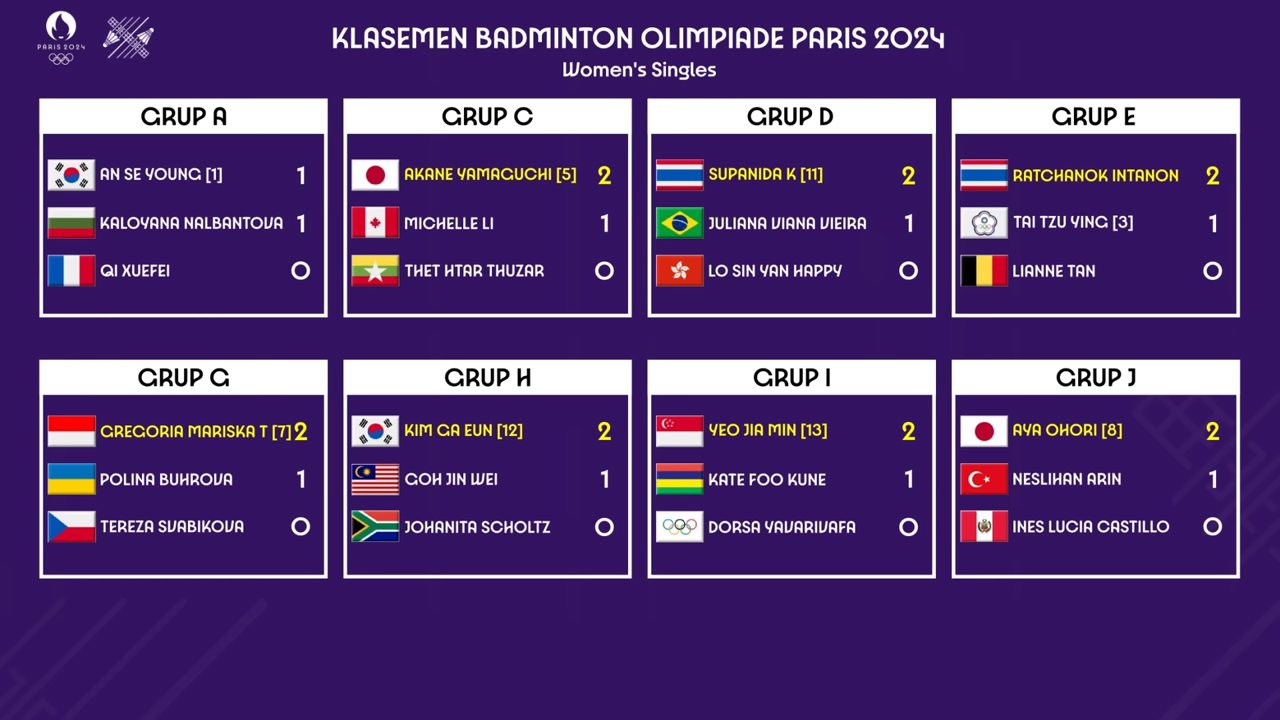 PARIS 2024
KLASEMEN BADMINTON OLIMPIADE PARIS 2024
Women's Singles
GRUP A
AN SE YOUNG [1] 1
KALOYANA NALBANTOVA 1
QI XUEFEI 0
GRUP C
AKANE YAMAGUCHI [5] 2
MICHELLE LI 1
THET HTAR THUZAR 0
GRUP D
SUPANIDA K [11] 2
JULIANA VIANA VIEIRA 1
LO SIN YAN HAPPY 0
GRUP E
RATCHANOK INTANON 2
TAI TZU YING [3] 1
LIANNE TAN 0
GRUP G
GREGORIA MARISKA T [7] 2
POLINA BUHROVA 1
TEREZA SVABIKOVA 0
GRUP H
KIM GA EUN [12] 2
GOH JIN WEI 1
JOHANITA SCHOLTZ 0
GRUP I
YEO JIA MIN [13] 2
KATE FOO KUNE 1
DORSA YAVARIVAFA 0
GRUP J
AYA OHORI [8] 2
NESLIHAN ARIN 1
INES LUCIA CASTILLO 0